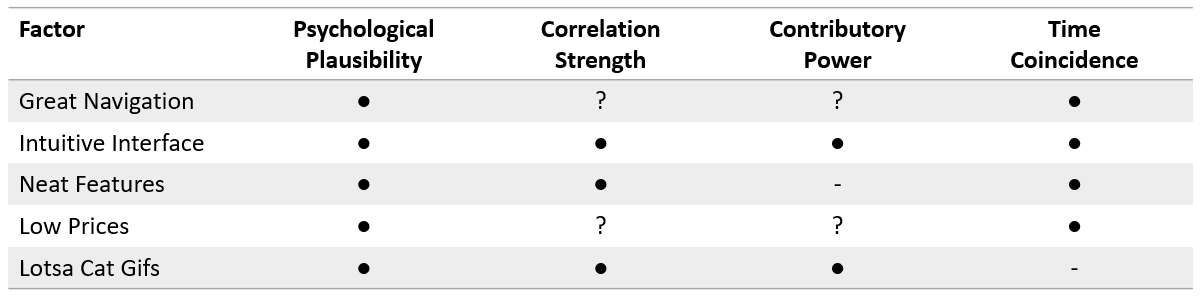 Factor Psychological Plausibility Correlation Strength Contributory Power Time Coincidence
Great Navigation ● ? ? ●
Intuitive Interface ● ● ● ●
Neat Features ● ● - ●
Low Prices ● ? ? ●
Lotsa Cat Gifs ● ● ● -